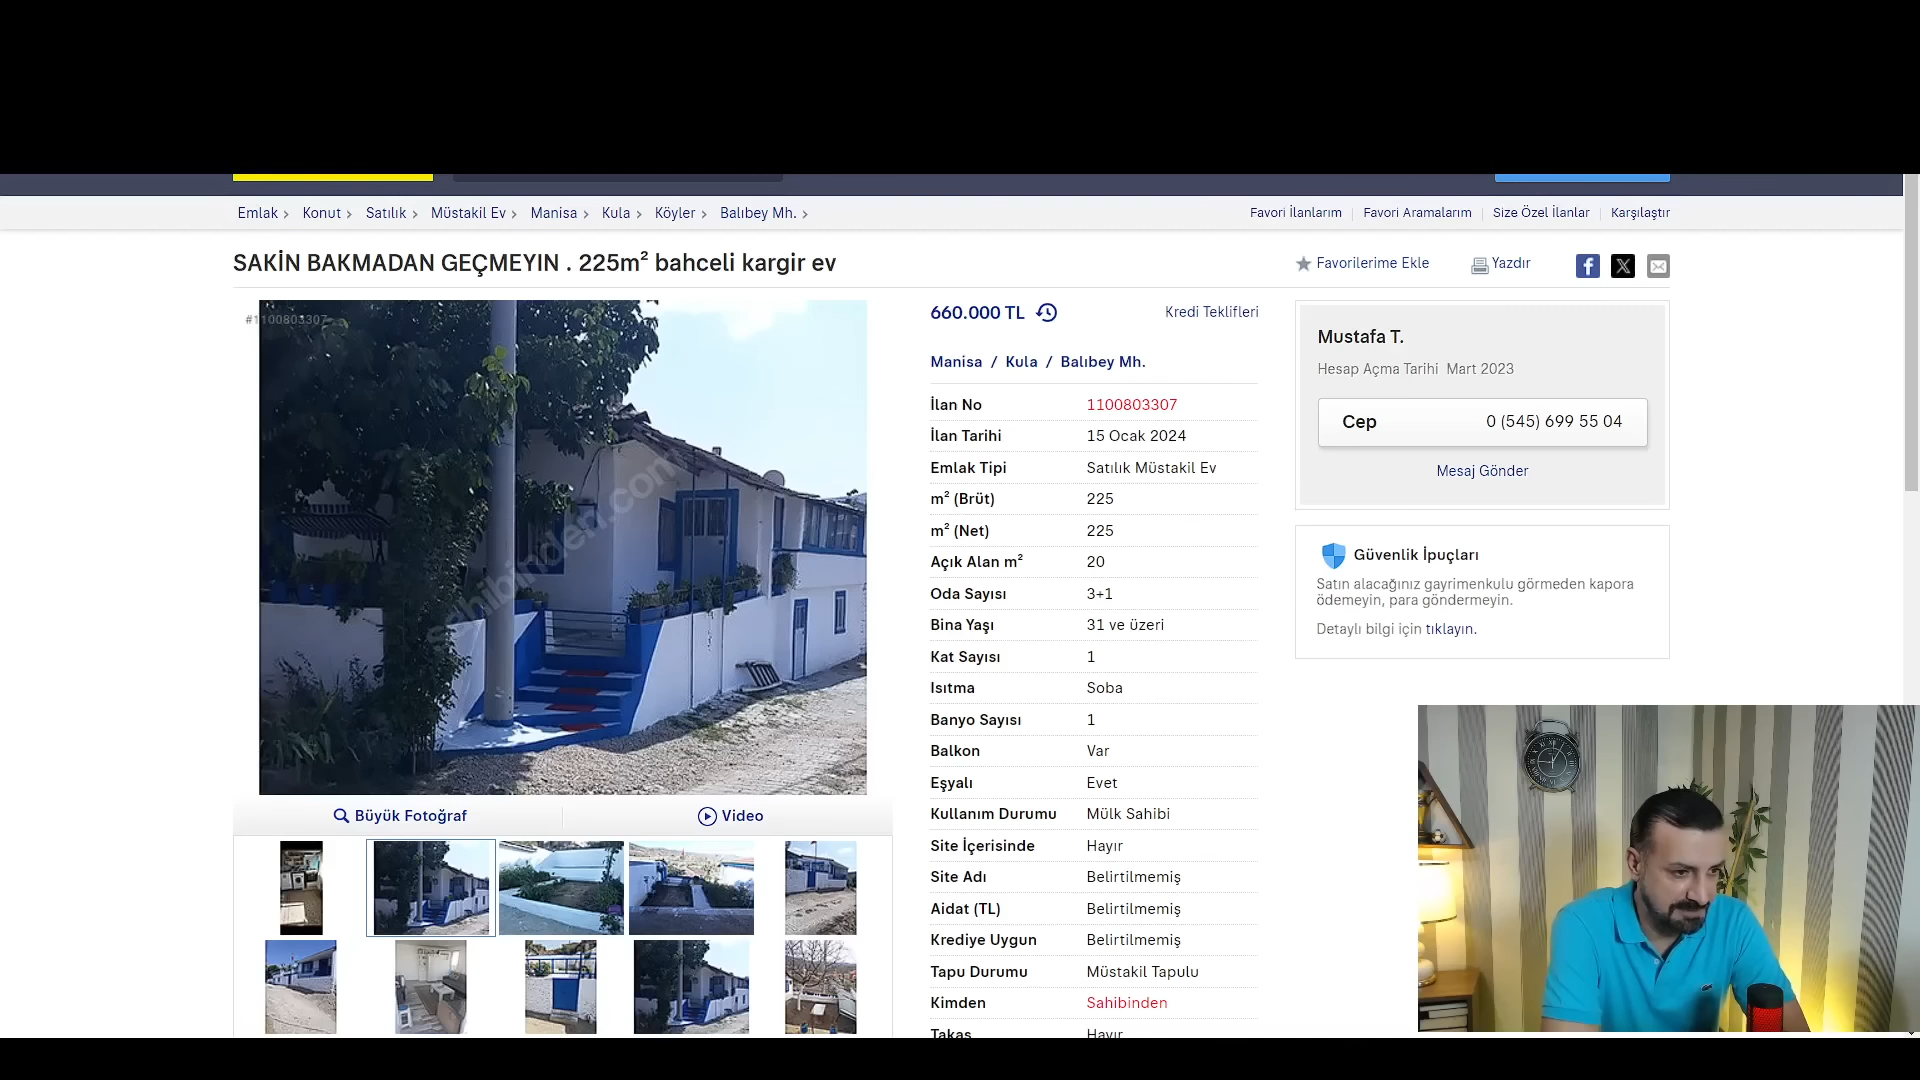 Emlak > Konut > Satılık > Müstakil Ev > Manisa > Kula > Köyler > Balıbey Mh. >
Favori İlanlarım | Favori Aramalarım | Size Özel İlanlar | Karşılaştır
SAKİN BAKMADAN GEÇMEYIN . 225m² bahceli kargir ev
Favorilerime Ekle
Yazdır
#1100803307
sahibinden.com
Büyük Fotoğraf
Video
660.000 TL
Kredi Teklifleri
Manisa / Kula / Balıbey Mh.
İlan No 1100803307
İlan Tarihi 15 Ocak 2024
Emlak Tipi Satılık Müstakil Ev
m² (Brüt) 225
m² (Net) 225
Açık Alan m² 20
Oda Sayısı 3+1
Bina Yaşı 31 ve üzeri
Kat Sayısı 1
Isıtma Soba
Banyo Sayısı 1
Balkon Var
Eşyalı Evet
Kullanım Durumu Mülk Sahibi
Site İçerisinde Hayır
Site Adı Belirtilmemiş
Aidat (TL) Belirtilmemiş
Krediye Uygun Belirtilmemiş
Tapu Durumu Müstakil Tapulu
Kimden Sahibinden
Takas Hayır
Mustafa T.
Hesap Açma Tarihi Mart 2023
Cep 0 (545) 699 55 04
Mesaj Gönder
Güvenlik İpuçları
Satın alacağınız gayrimenkulu görmeden kapora
ödemeyin, para göndermeyin.
Detaylı bilgi için tıklayın.